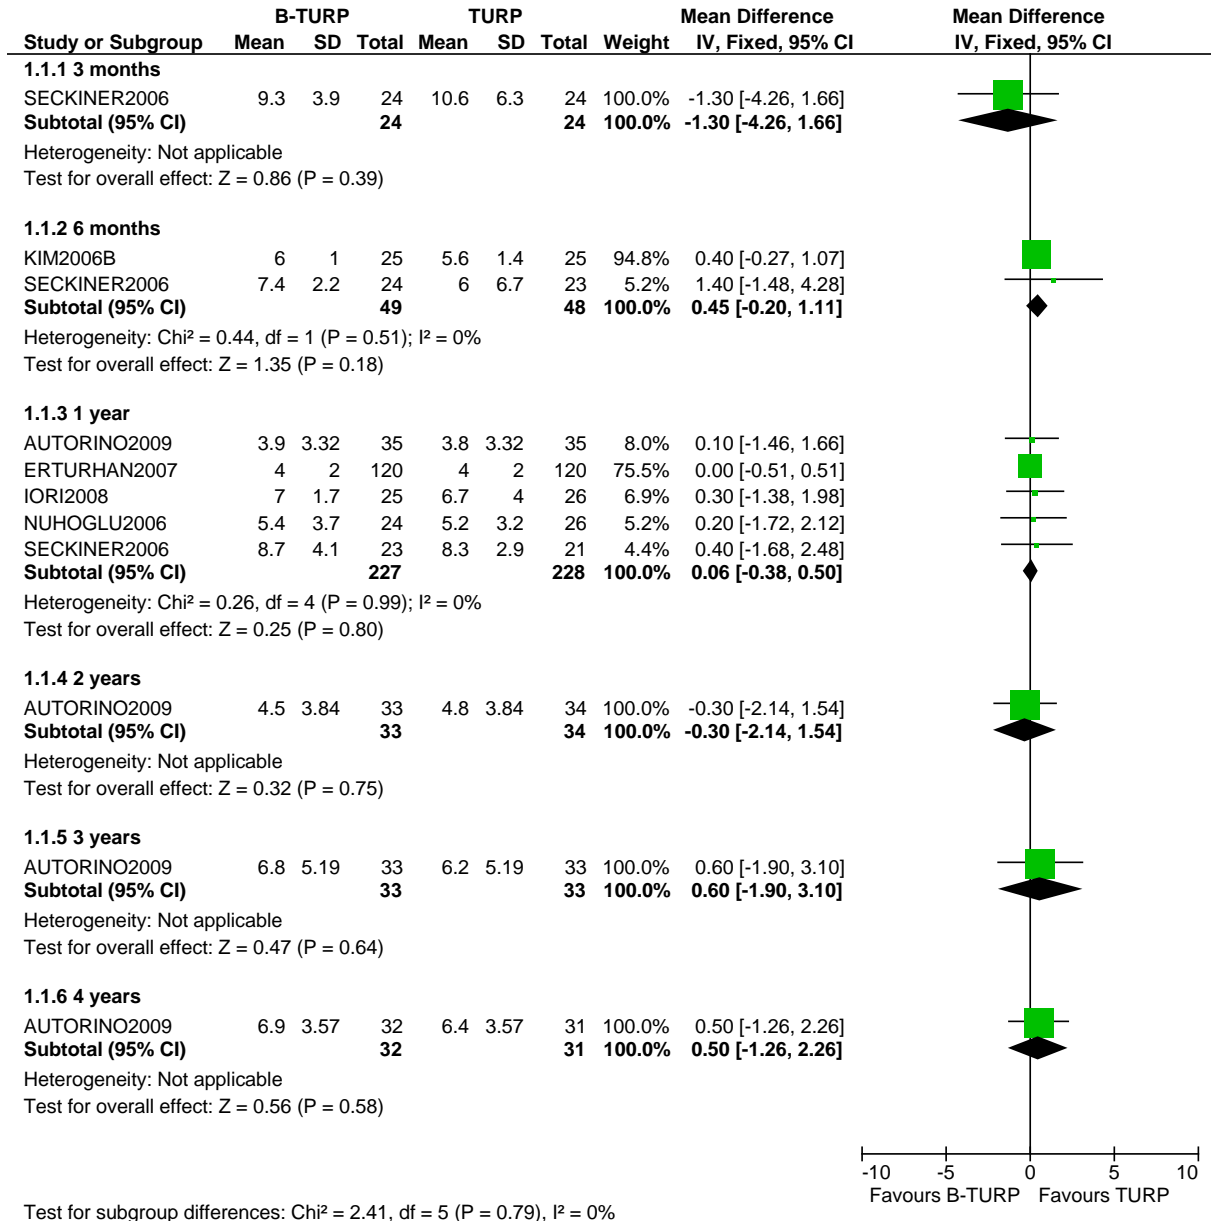 B-TURP TURP Mean Difference Mean Difference
Study or Subgroup Mean SD Total Mean SD Total Weight IV, Fixed, 95% CI IV, Fixed, 95% CI
1.1.1 3 months
SECKINER2006 9.3 3.9 24 10.6 6.3 24 100.0% -1.30 [-4.26, 1.66]
Subtotal (95% CI) 24 24 100.0% -1.30 [-4.26, 1.66]
Heterogeneity: Not applicable
Test for overall effect: Z = 0.86 (P = 0.39)
1.1.2 6 months
KIM2006B 6 1 25 5.6 1.4 25 94.8% 0.40 [-0.27, 1.07]
SECKINER2006 7.4 2.2 24 6 6.7 23 5.2% 1.40 [-1.48, 4.28]
Subtotal (95% CI) 49 48 100.0% 0.45 [-0.20, 1.11]
Heterogeneity: Chi² = 0.44, df = 1 (P = 0.51); I² = 0%
Test for overall effect: Z = 1.35 (P = 0.18)
1.1.3 1 year
AUTORINO2009 3.9 3.32 35 3.8 3.32 35 8.0% 0.10 [-1.46, 1.66]
ERTURHAN2007 4 2 120 4 2 120 75.5% 0.00 [-0.51, 0.51]
IORI2008 7 1.7 25 6.7 4 26 6.9% 0.30 [-1.38, 1.98]
NUHOGLU2006 5.4 3.7 24 5.2 3.2 26 5.2% 0.20 [-1.72, 2.12]
SECKINER2006 8.7 4.1 23 8.3 2.9 21 4.4% 0.40 [-1.68, 2.48]
Subtotal (95% CI) 227 228 100.0% 0.06 [-0.38, 0.50]
Heterogeneity: Chi² = 0.26, df = 4 (P = 0.99); I² = 0%
Test for overall effect: Z = 0.25 (P = 0.80)
1.1.4 2 years
AUTORINO2009 4.5 3.84 33 4.8 3.84 34 100.0% -0.30 [-2.14, 1.54]
Subtotal (95% CI) 33 34 100.0% -0.30 [-2.14, 1.54]
Heterogeneity: Not applicable
Test for overall effect: Z = 0.32 (P = 0.75)
1.1.5 3 years
AUTORINO2009 6.8 5.19 33 6.2 5.19 33 100.0% 0.60 [-1.90, 3.10]
Subtotal (95% CI) 33 33 100.0% 0.60 [-1.90, 3.10]
Heterogeneity: Not applicable
Test for overall effect: Z = 0.47 (P = 0.64)
1.1.6 4 years
AUTORINO2009 6.9 3.57 32 6.4 3.57 31 100.0% 0.50 [-1.26, 2.26]
Subtotal (95% CI) 32 31 100.0% 0.50 [-1.26, 2.26]
Heterogeneity: Not applicable
Test for overall effect: Z = 0.56 (P = 0.58)
-10 -5 0 5 10
Favours B-TURP Favours TURP
Test for subgroup differences: Chi² = 2.41, df = 5 (P = 0.79), I² = 0%